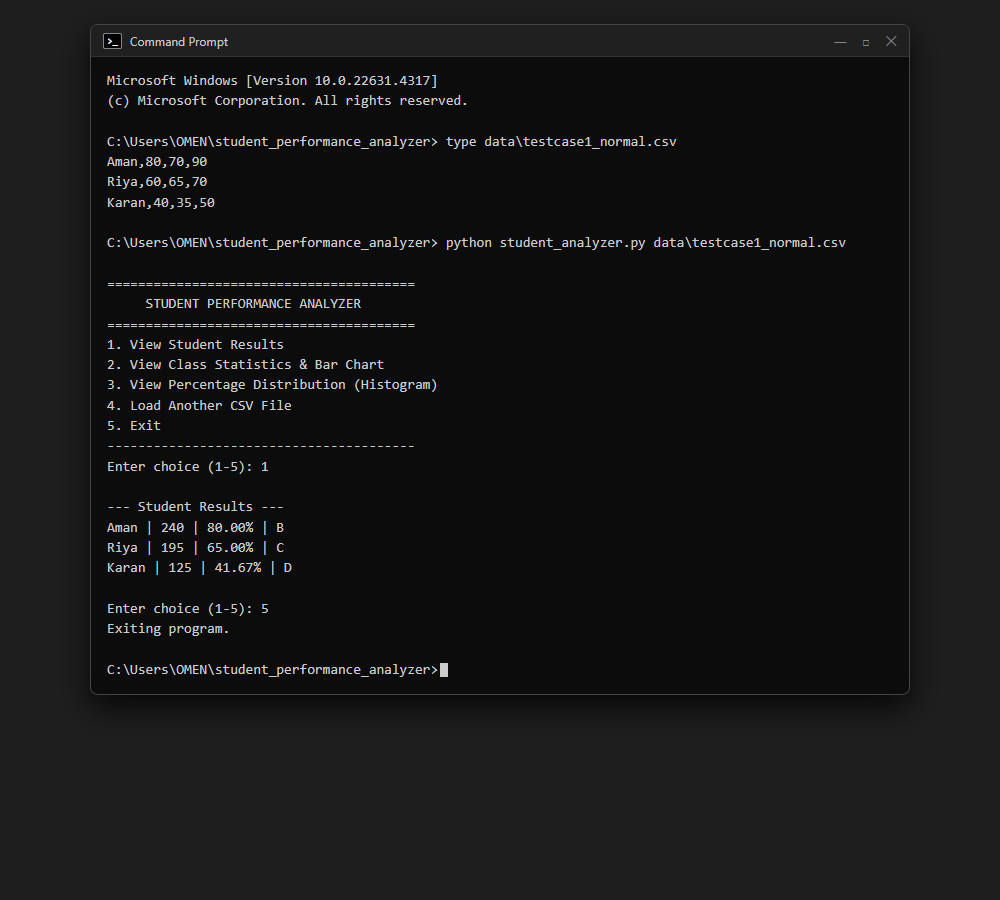 Command Prompt
Microsoft Windows [Version 10.0.22631.4317]
(c) Microsoft Corporation. All rights reserved.
C:\Users\OMEN\student_performance_analyzer> type data\testcase1_normal.csv
Aman,80,70,90
Riya,60,65,70
Karan,40,35,50
C:\Users\OMEN\student_performance_analyzer> python student_analyzer.py data\testcase1_normal.csv
========================================
     STUDENT PERFORMANCE ANALYZER
========================================
1. View Student Results
2. View Class Statistics & Bar Chart
3. View Percentage Distribution (Histogram)
4. Load Another CSV File
5. Exit
----------------------------------------
Enter choice (1-5): 1
--- Student Results ---
Aman | 240 | 80.00% | B
Riya | 195 | 65.00% | C
Karan | 125 | 41.67% | D
Enter choice (1-5): 5
Exiting program.
C:\Users\OMEN\student_performance_analyzer>